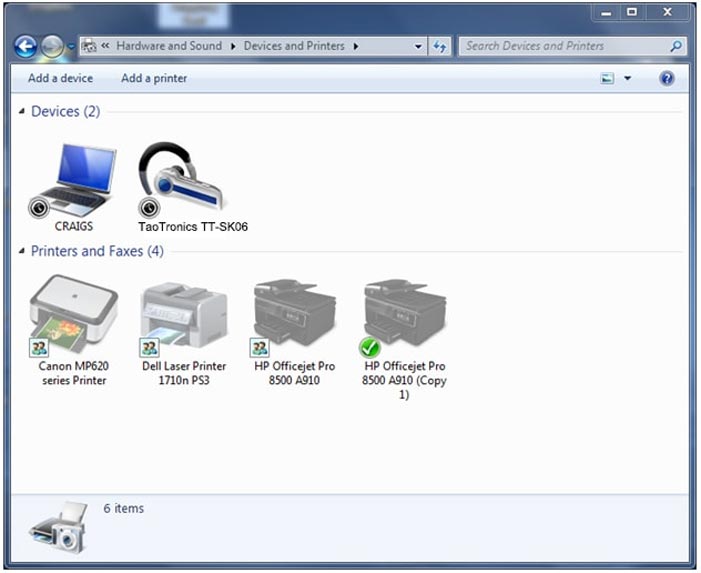 « Hardware and Sound ▸ Devices and Printers ▸
Search Devices and Printers
Add a device Add a printer
Devices (2)
CRAIGS
TaoTronics TT-SK06
Printers and Faxes (4)
Canon MP620
series Printer
Dell Laser Printer
1710n PS3
HP Officejet Pro
8500 A910
HP Officejet Pro
8500 A910 (Copy
1)
6 items